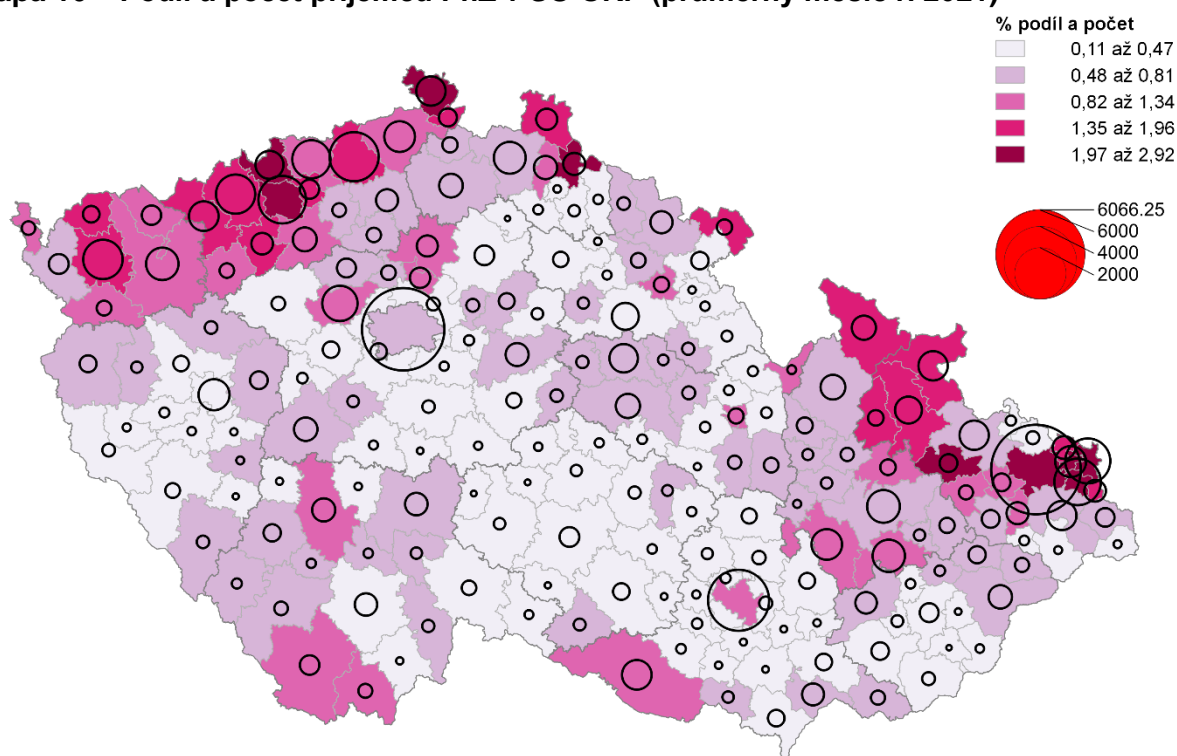 % podíl a počet
0,11 až 0,47
0,48 až 0,81
0,82 až 1,34
1,35 až 1,96
1,97 až 2,92
6066.25
6000
4000
2000